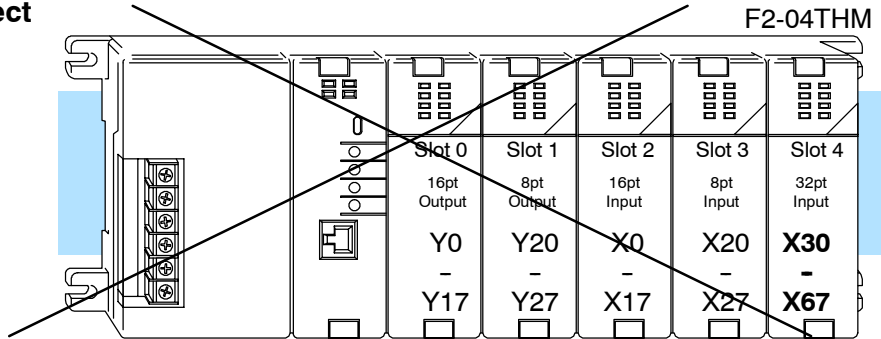 ect
F2-04THM
Slot 0 Slot 1 Slot 2 Slot 3 Slot 4
16pt 8pt 16pt 8pt 32pt
Output Output Input Input Input
Y0 Y20 X0 X20 X30
– – – – -
Y17 Y27 X17 X27 X67